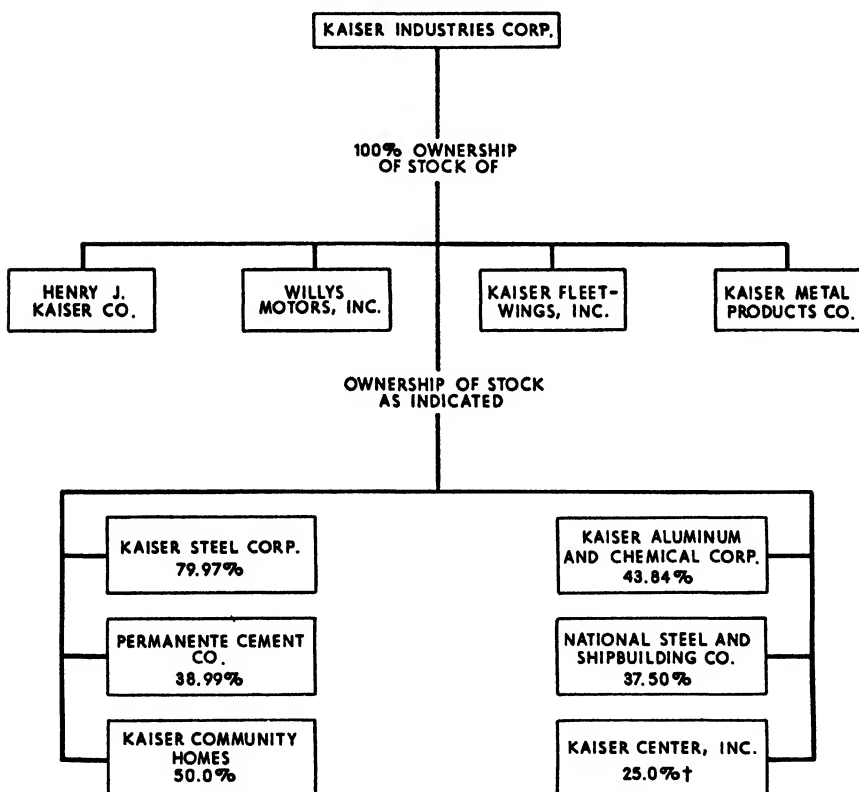 KAISER INDUSTRIES CORP.
100% OWNERSHIP
OF STOCK OF
HENRY J.
KAISER CO.
WILLYS
MOTORS, INC.
KAISER FLEET-
WINGS, INC.
KAISER METAL
PRODUCTS CO.
OWNERSHIP OF STOCK
AS INDICATED
KAISER STEEL CORP.
79.97%
KAISER ALUMINUM
AND CHEMICAL CORP.
43.84%
PERMANENTE CEMENT
CO.
38.99%
NATIONAL STEEL AND
SHIPBUILDING CO.
37.50%
KAISER COMMUNITY
HOMES
50.0%
KAISER CENTER, INC.
25.0%†